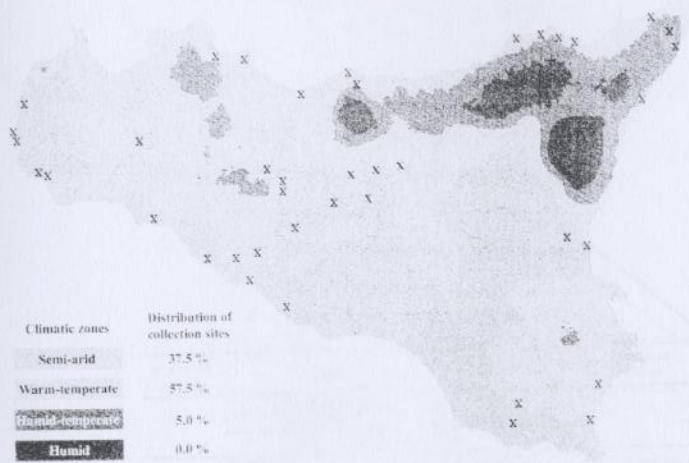 Climatic zones
Distribution of
collection sites
Semi-arid 37.5 %
Warm-temperate 57.5 %
Humid-temperate 5.0 %
Humid 0.0 %